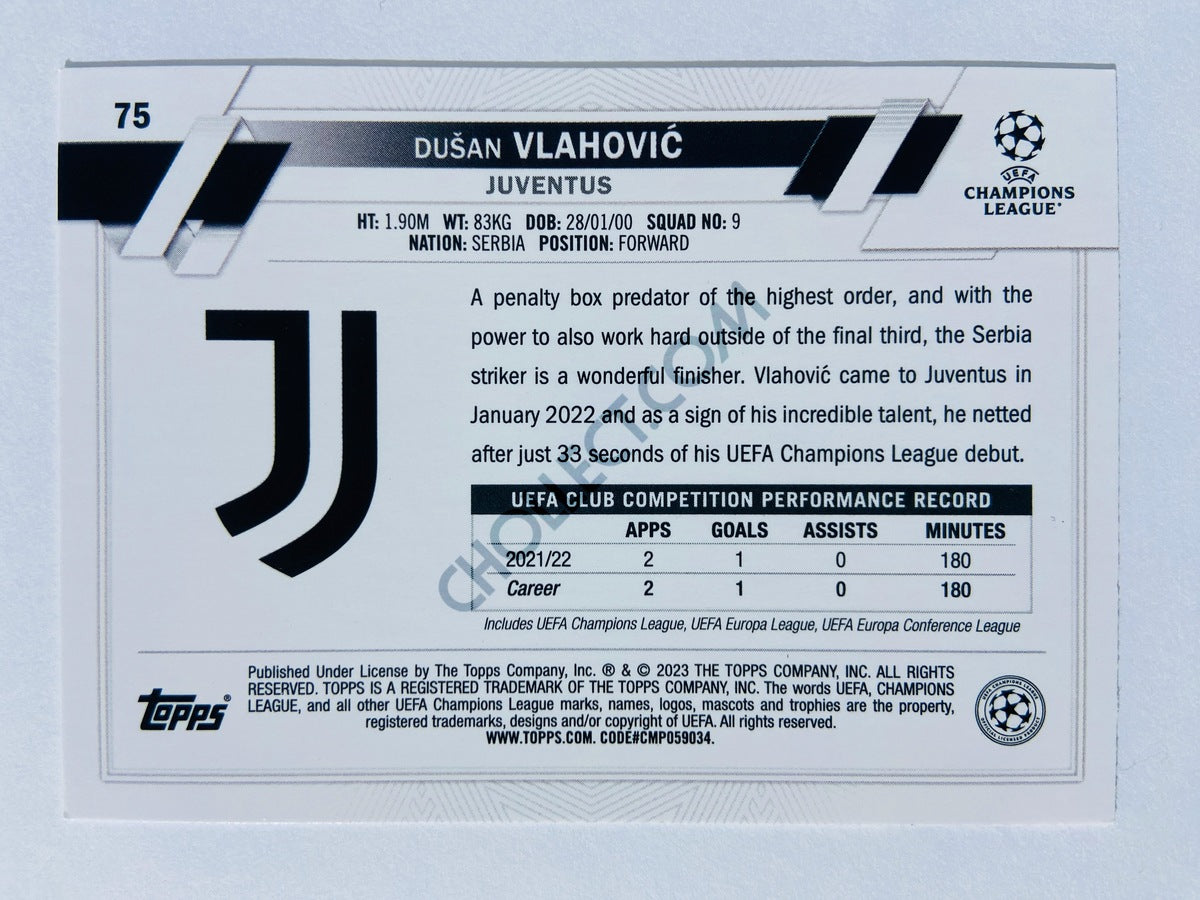 75
DUŠAN VLAHOVIĆ
JUVENTUS
HT: 1.90M WT: 83KG DOB: 28/01/00 SQUAD NO: 9
NATION: SERBIA POSITION: FORWARD
UEFA
CHAMPIONS
LEAGUE
A penalty box predator of the highest order, and with the
power to also work hard outside of the final third, the Serbia
striker is a wonderful finisher. Vlahović came to Juventus in
January 2022 and as a sign of his incredible talent, he netted
after just 33 seconds of his UEFA Champions League debut.
CHOLLECT.COM
UEFA CLUB COMPETITION PERFORMANCE RECORD
APPS GOALS ASSISTS MINUTES
2021/22 2 1 0 180
Career 2 1 0 180
Includes UEFA Champions League, UEFA Europa League, UEFA Europa Conference League
Published Under License by The Topps Company, Inc. ® & © 2023 THE TOPPS COMPANY, INC. ALL RIGHTS
RESERVED. TOPPS IS A REGISTERED TRADEMARK OF THE TOPPS COMPANY, INC. The words UEFA, CHAMPIONS
LEAGUE, and all other UEFA Champions League marks, names, logos, mascots and trophies are the property,
registered trademarks, designs and/or copyright of UEFA. All rights reserved.
WWW.TOPPS.COM. CODE#CMP059034.
Topps®
UEFA CHAMPIONS LEAGUE
OFFICIAL LICENSED PRODUCT